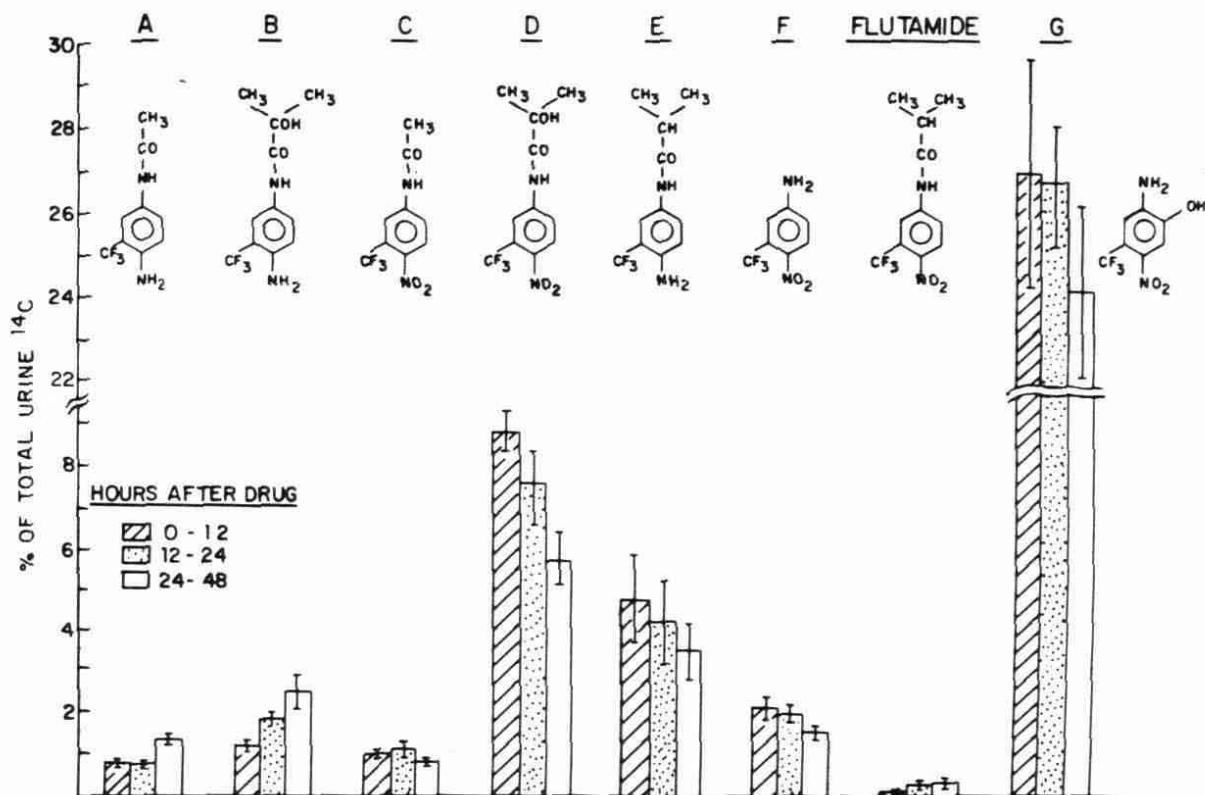 A B C D E F FLUTAMIDE G
% OF TOTAL URINE 14C
30
28
26
24
22
8
6
4
2
CH3
CO
NH
CF3
NH2
CH3 CH3
COH
CO
NH
CF3
NH2
CH3
CO
NH
CF3
NO2
CH3 CH3
COH
CO
NH
CF3
NO2
CH3 CH3
CH
CO
NH
CF3
NH2
NH2
CF3
NO2
CH3 CH3
CH
CO
NH
CF3
NO2
NH2
OH
CF3
NO2
HOURS AFTER DRUG
0 - 12
12 - 24
24 - 48